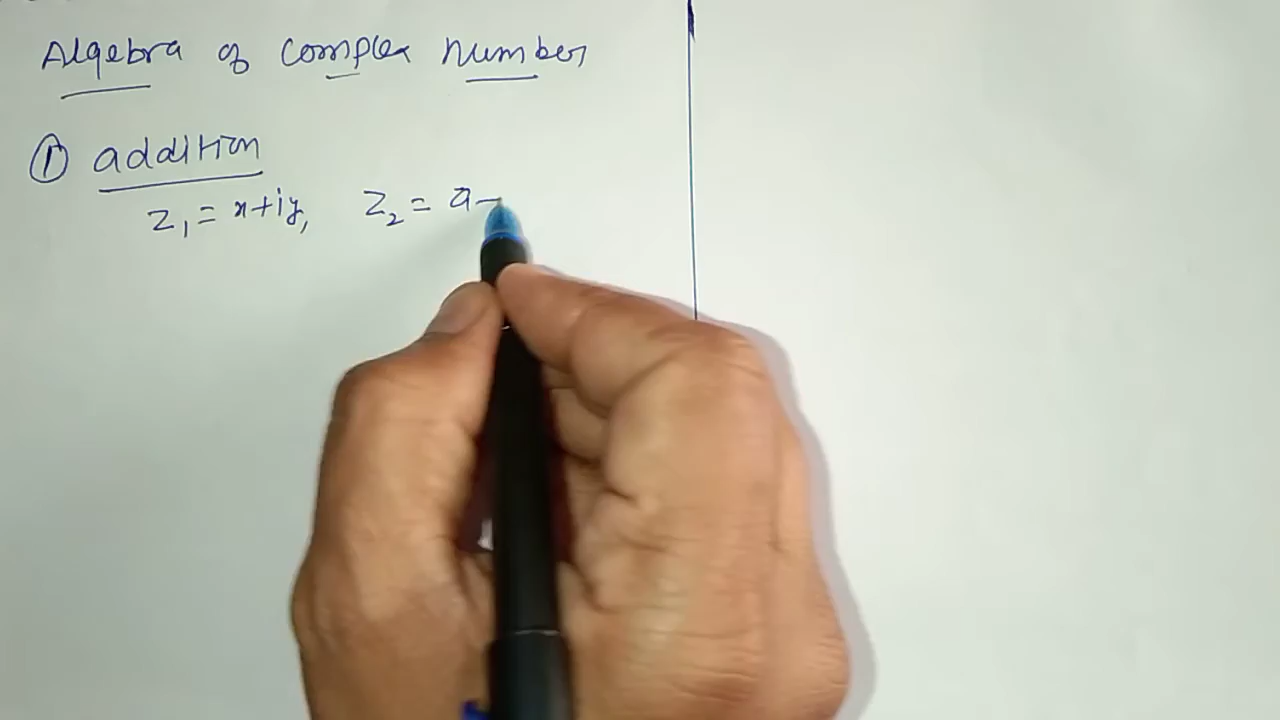 Algebra of Complex Number
① addition
z₁ = x+iy, z₂ = a-